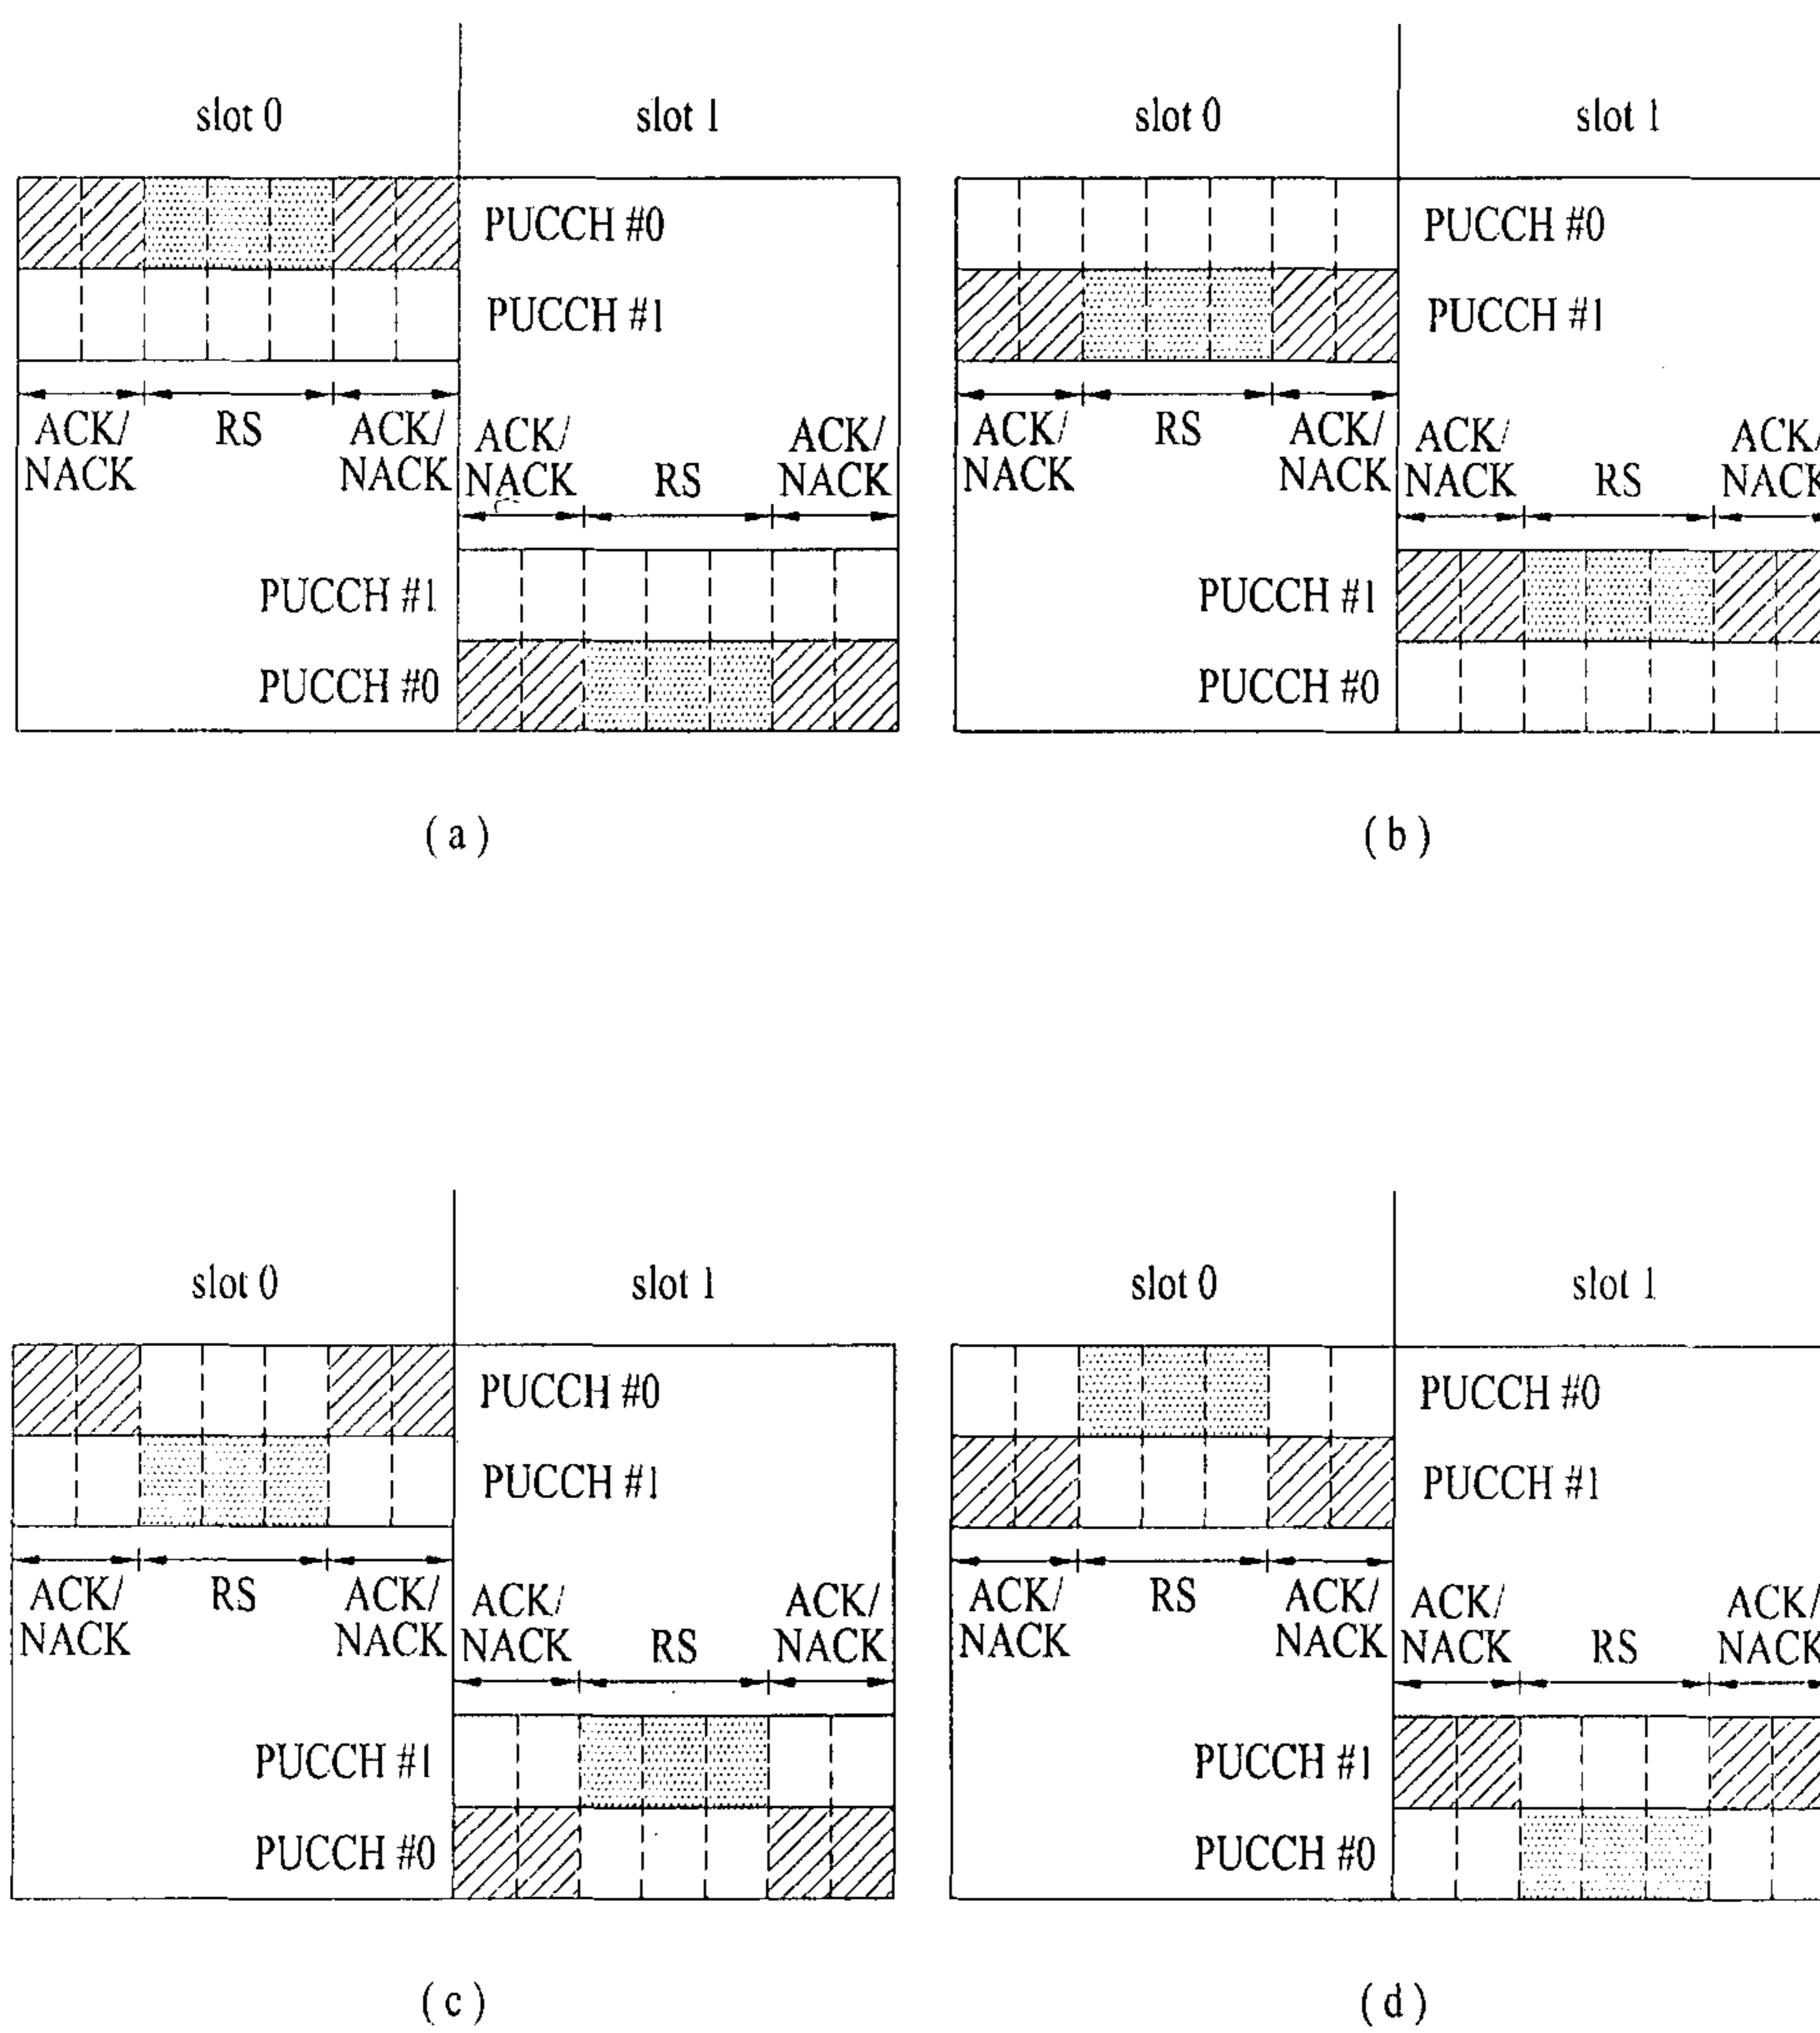 slot 0
slot 1
PUCCH #0
PUCCH #1
ACK/
NACK
RS
ACK/
NACK
ACK/
NACK
RS
ACK/
NACK
PUCCH #1
PUCCH #0
( a )
slot 0
slot 1
PUCCH #0
PUCCH #1
ACK/
NACK
RS
ACK/
NACK
ACK/
NACK
RS
ACK/
NACK
PUCCH #1
PUCCH #0
( b )
slot 0
slot 1
PUCCH #0
PUCCH #1
ACK/
NACK
RS
ACK/
NACK
ACK/
NACK
RS
ACK/
NACK
PUCCH #1
PUCCH #0
( c )
slot 0
slot 1
PUCCH #0
PUCCH #1
ACK/
NACK
RS
ACK/
NACK
ACK/
NACK
RS
ACK/
NACK
PUCCH #1
PUCCH #0
( d )